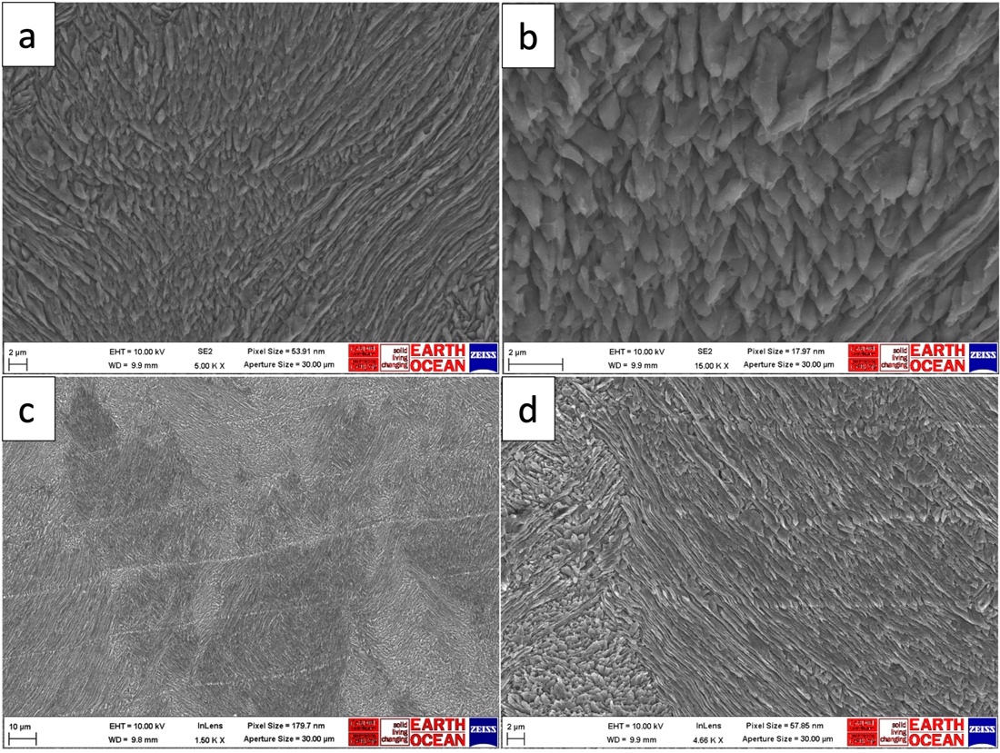 a
b
2 µm
EHT = 10.00 kV
SE2
Pixel Size = 53.91 nm
WD = 9.9 mm
5.00 K X
Aperture Size = 30.00 µm
solid
living
changing
EARTH
OCEAN
ZEISS
2 µm
EHT = 10.00 kV
SE2
Pixel Size = 17.97 nm
WD = 9.9 mm
15.00 K X
Aperture Size = 30.00 µm
solid
living
changing
EARTH
OCEAN
ZEISS
c
d
10 µm
EHT = 10.00 kV
InLens
Pixel Size = 179.7 nm
WD = 9.8 mm
1.50 K X
Aperture Size = 30.00 µm
solid
living
changing
EARTH
OCEAN
ZEISS
2 µm
EHT = 10.00 kV
InLens
Pixel Size = 57.85 nm
WD = 9.9 mm
4.66 K X
Aperture Size = 30.00 µm
solid
living
changing
EARTH
OCEAN
ZEISS